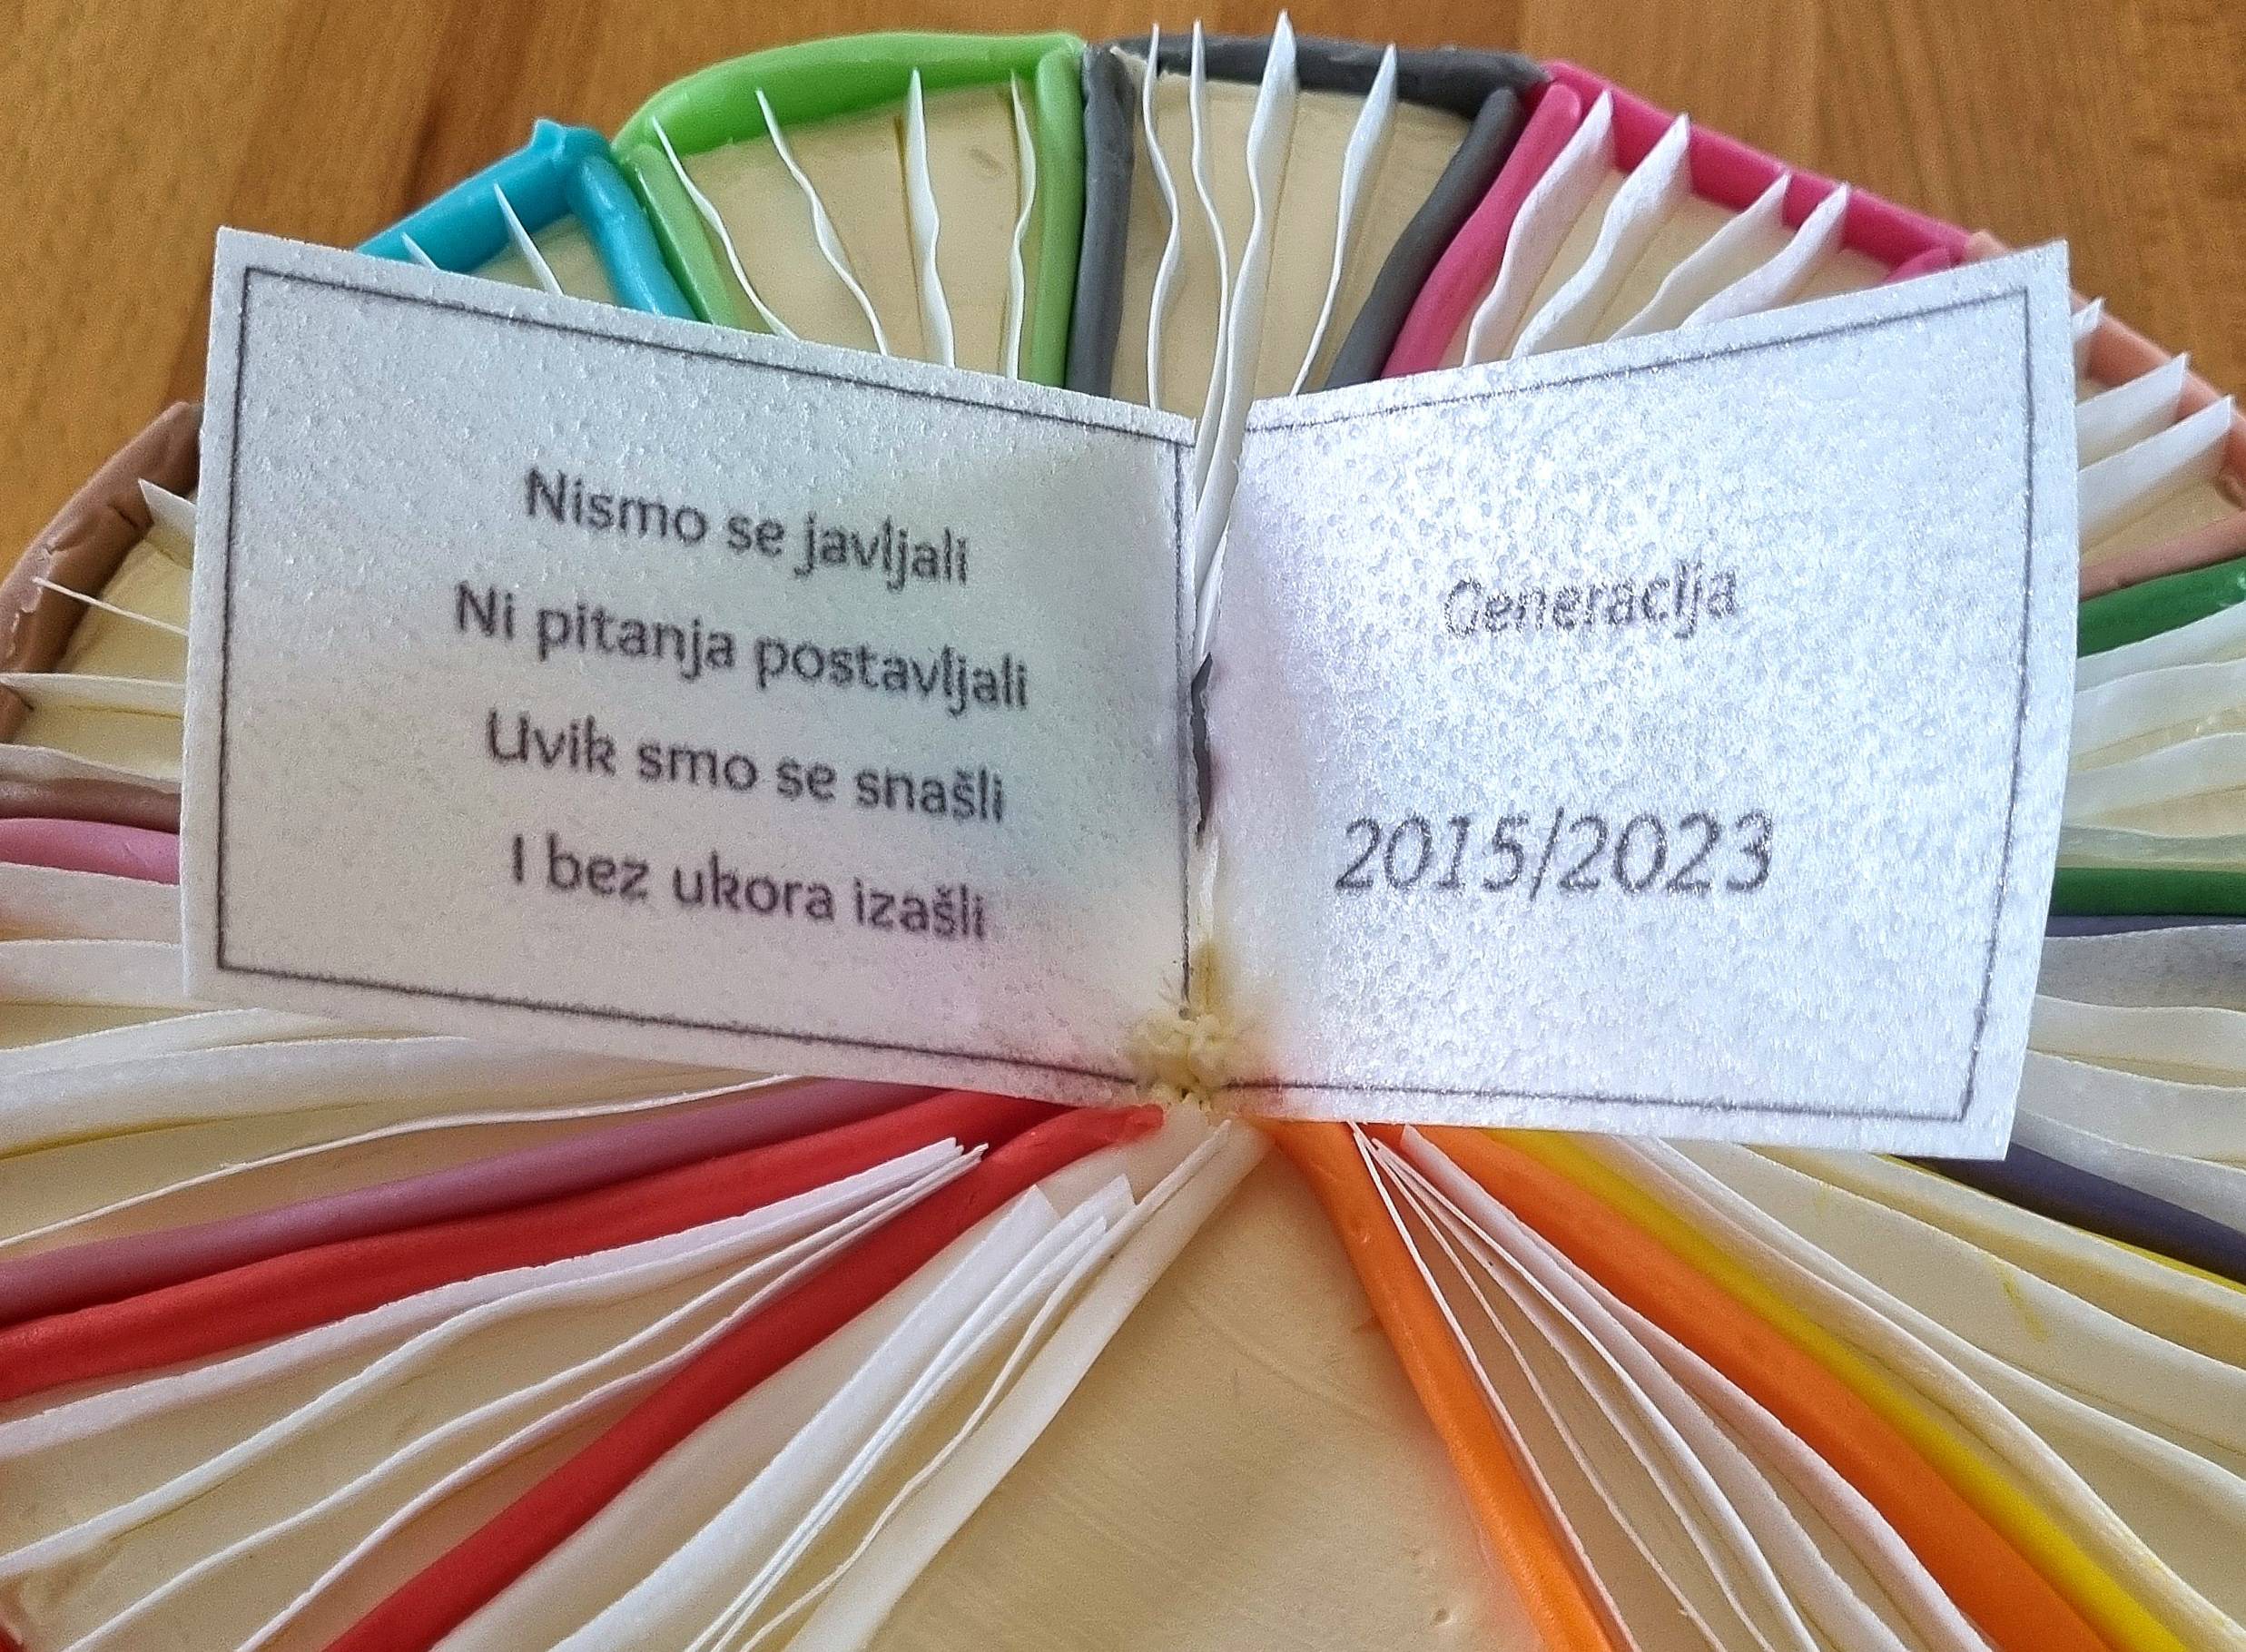 Nismo se javljali
Ni pitanja postavljali
Uvik smo se snašli
I bez ukora izašli
Generacija
2015/2023